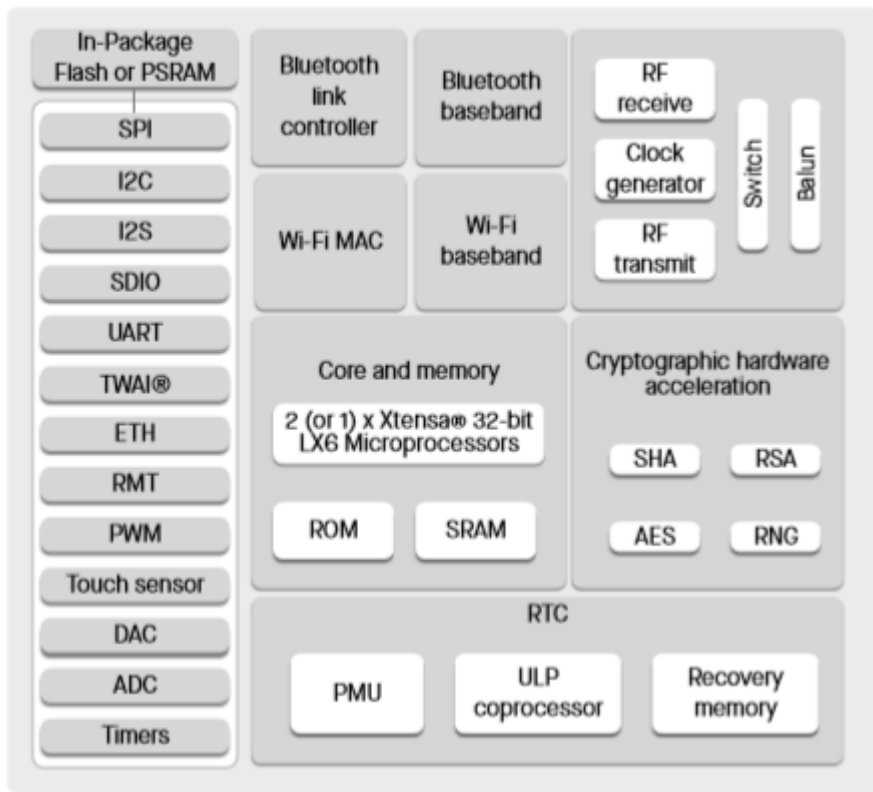 In-Package
Flash or PSRAM
SPI
I2C
I2S
SDIO
UART
TWAI®
ETH
RMT
PWM
Touch sensor
DAC
ADC
Timers
Bluetooth
link
controller
Bluetooth
baseband
Wi-Fi MAC
Wi-Fi
baseband
RF
receive
Clock
generator
RF
transmit
Switch
Balun
Core and memory
2 (or 1) x Xtensa® 32-bit
LX6 Microprocessors
ROM
SRAM
Cryptographic hardware
acceleration
SHA
RSA
AES
RNG
RTC
PMU
ULP
coprocessor
Recovery
memory